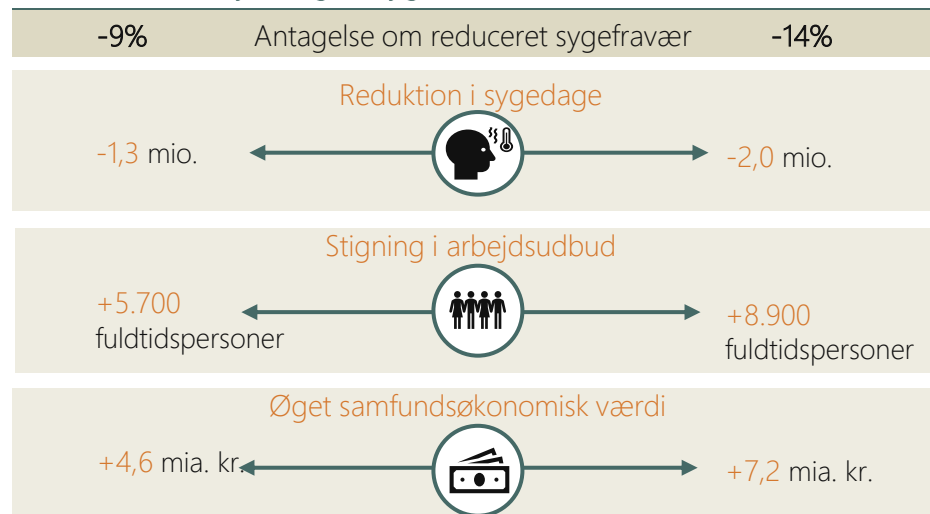 -9% Antagelse om reduceret sygefravær -14%
Reduktion i sygedage
-1,3 mio.
-2,0 mio.
Stigning i arbejdsudbud
+5.700
fuldtidspersoner
+8.900
fuldtidspersoner
Øget samfundsøkonomisk værdi
+4,6 mia. kr.
+7,2 mia. kr.